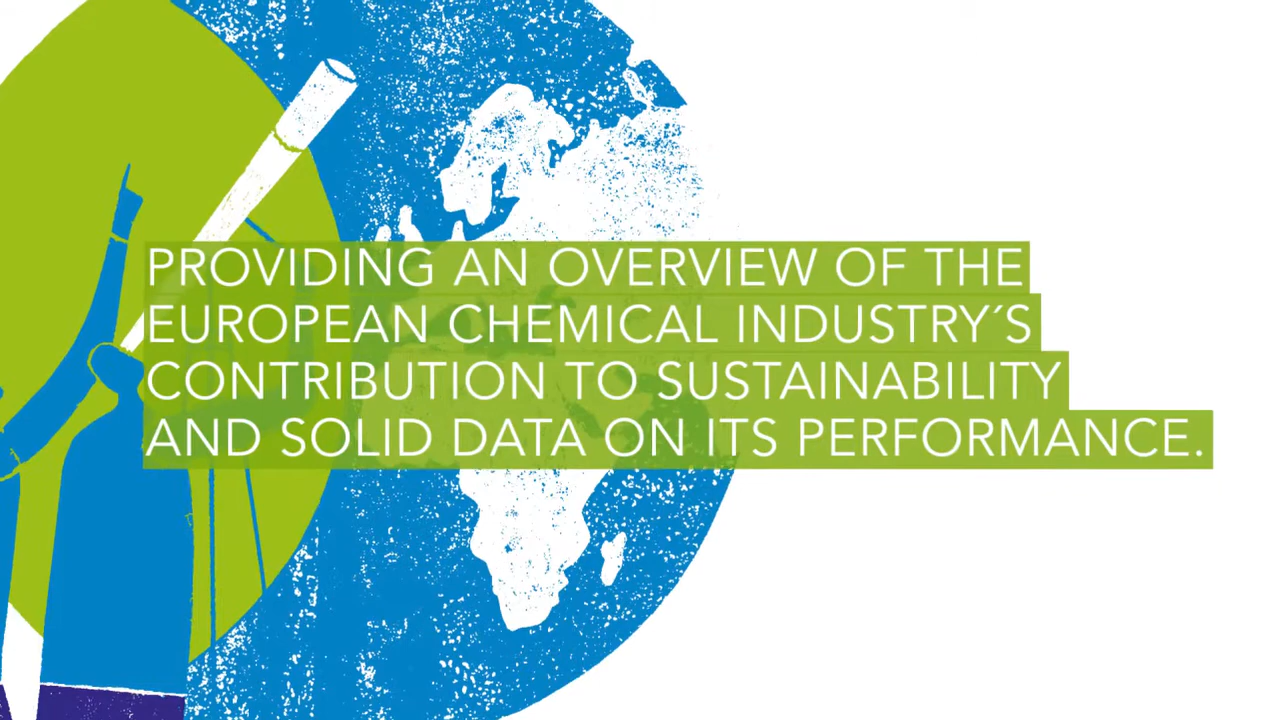 PROVIDING AN OVERVIEW OF THE
EUROPEAN CHEMICAL INDUSTRY´S
CONTRIBUTION TO SUSTAINABILITY
AND SOLID DATA ON ITS PERFORMANCE.